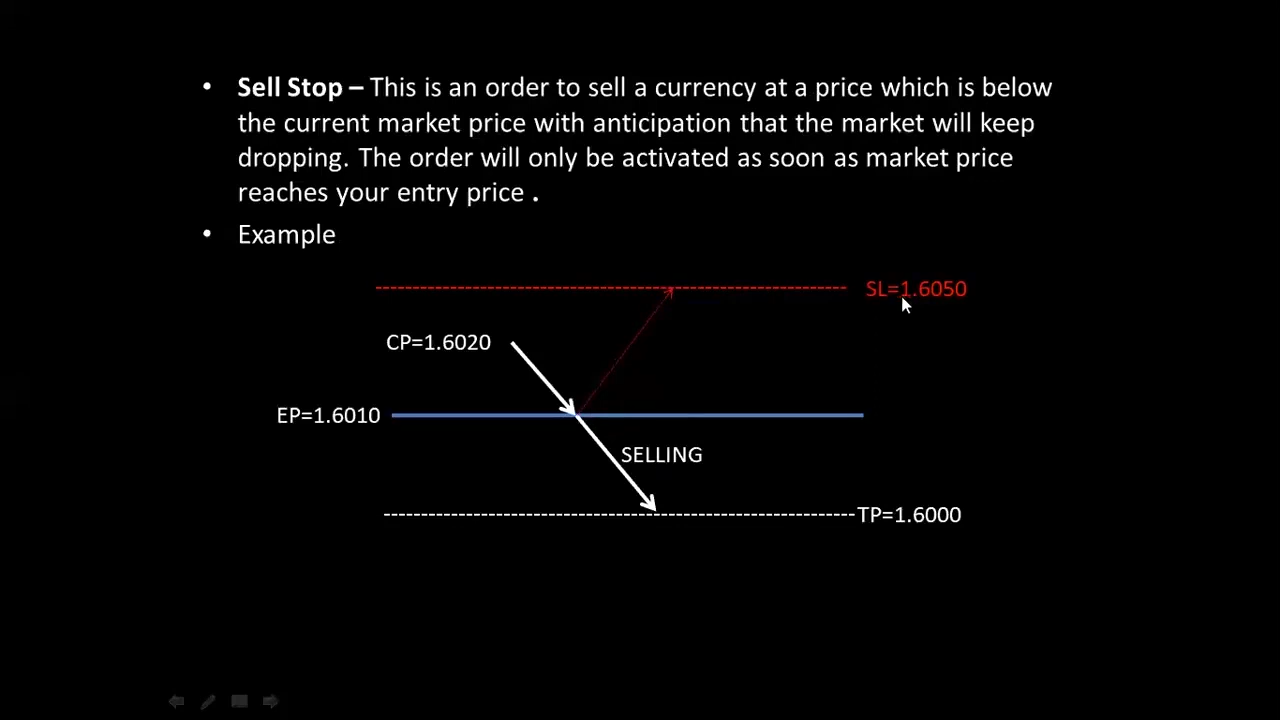 • Sell Stop – This is an order to sell a currency at a price which is below
the current market price with anticipation that the market will keep
dropping. The order will only be activated as soon as market price
reaches your entry price .
• Example
SL=1.6050
CP=1.6020
EP=1.6010
SELLING
TP=1.6000